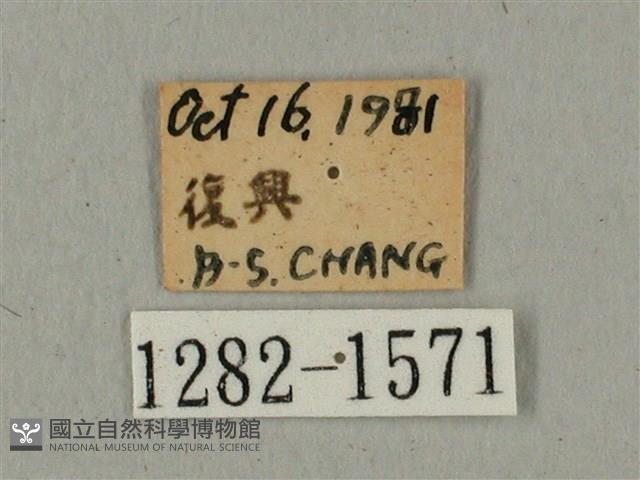 Oct 16, 1981
復興
B-S. CHANG
1282-1571
國立自然科學博物館
NATIONAL MUSEUM OF NATURAL SCIENCE